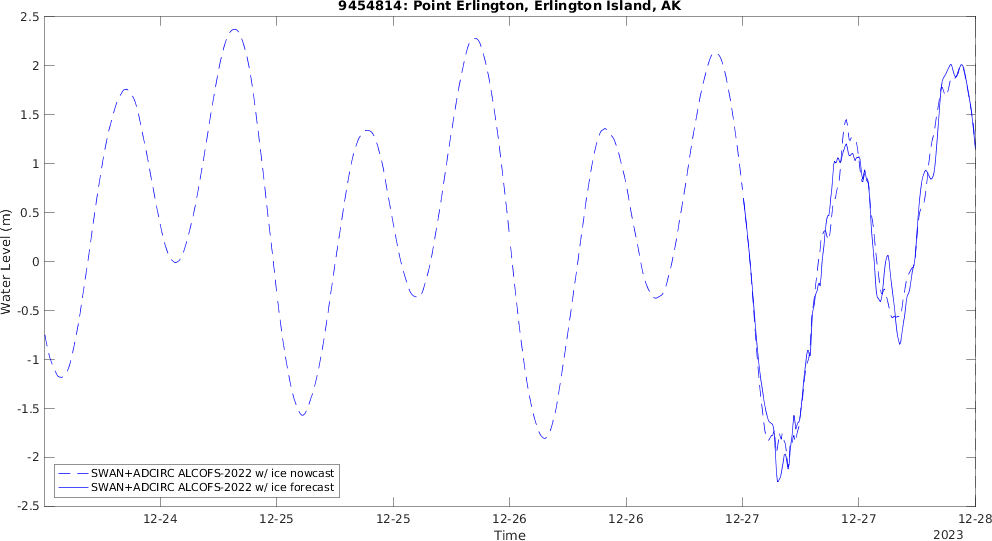 9454814: Point Erlington, Erlington Island, AK
2.5
2
1.5
1
0.5
0
-0.5
-1
-1.5
-2
-2.5
Water Level (m)
SWAN+ADCIRC ALCOFS-2022 w/ ice nowcast
SWAN+ADCIRC ALCOFS-2022 w/ ice forecast
12-24 12-25 12-25 12-26 12-26 12-27 12-27 12-28
Time
2023